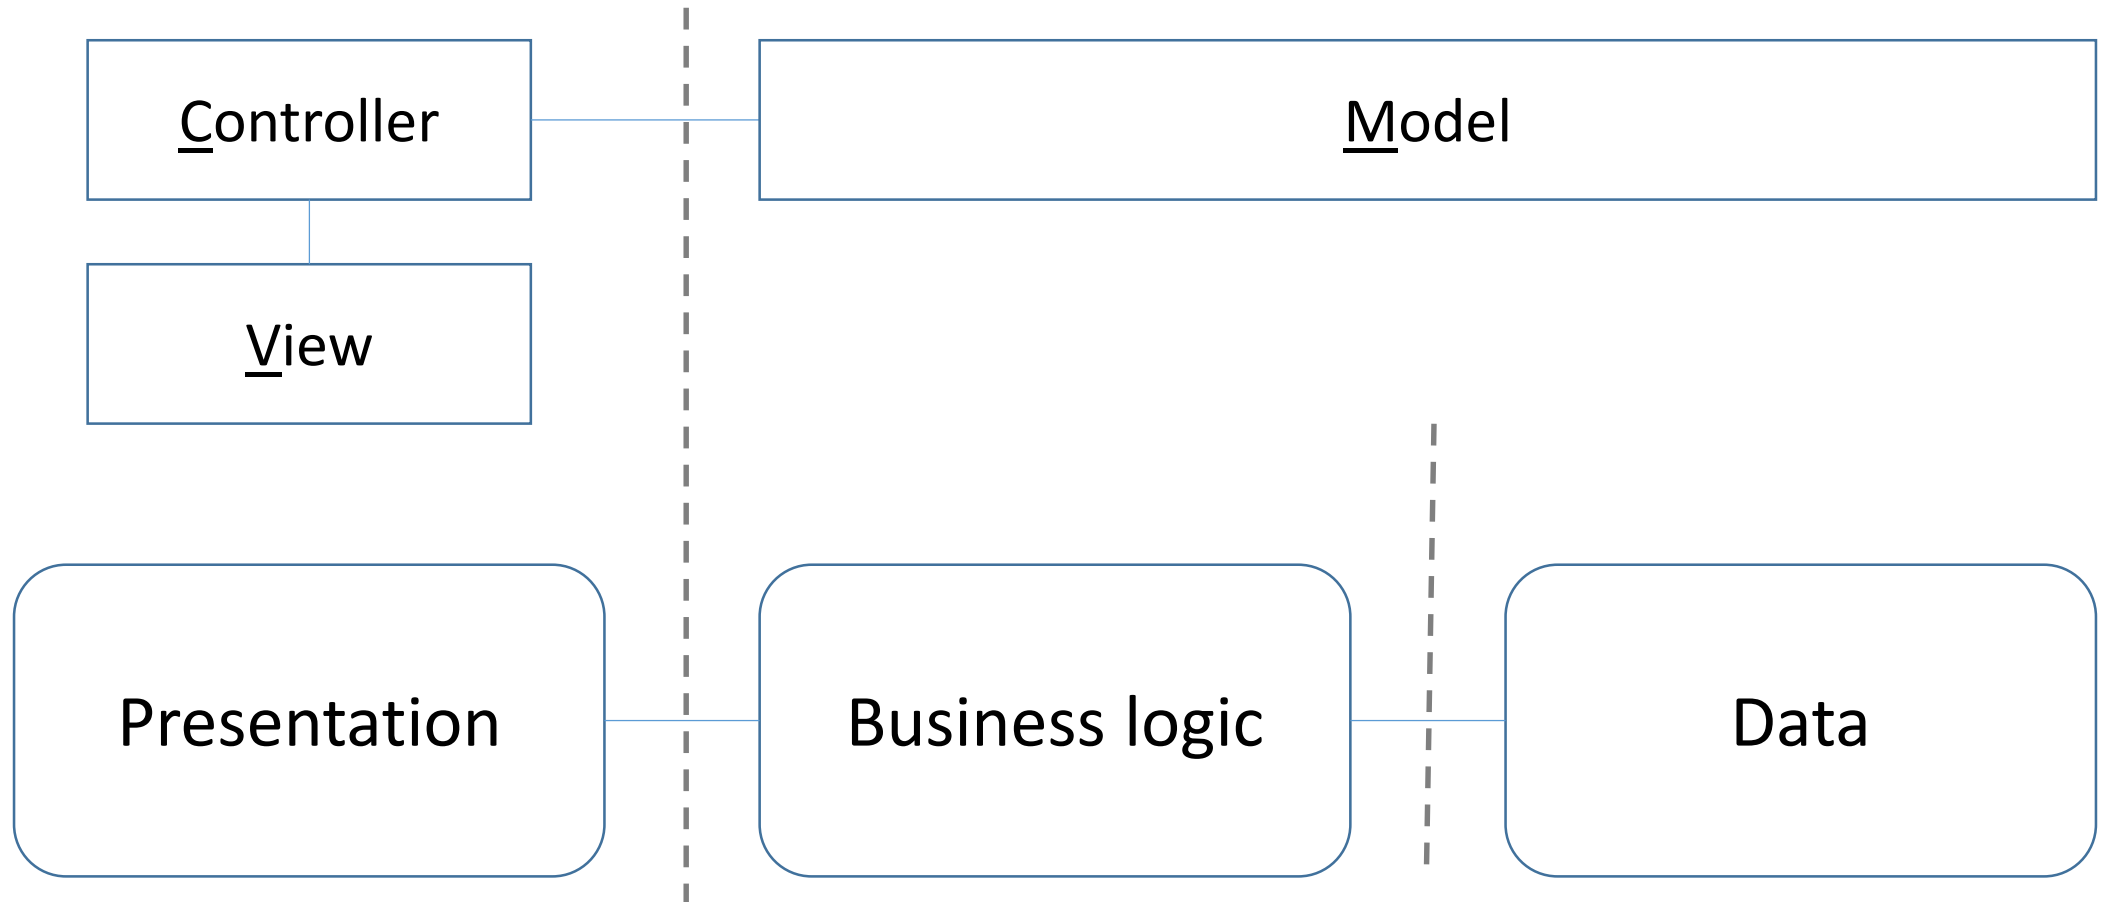 Controller
Model
View
Presentation
Business logic
Data